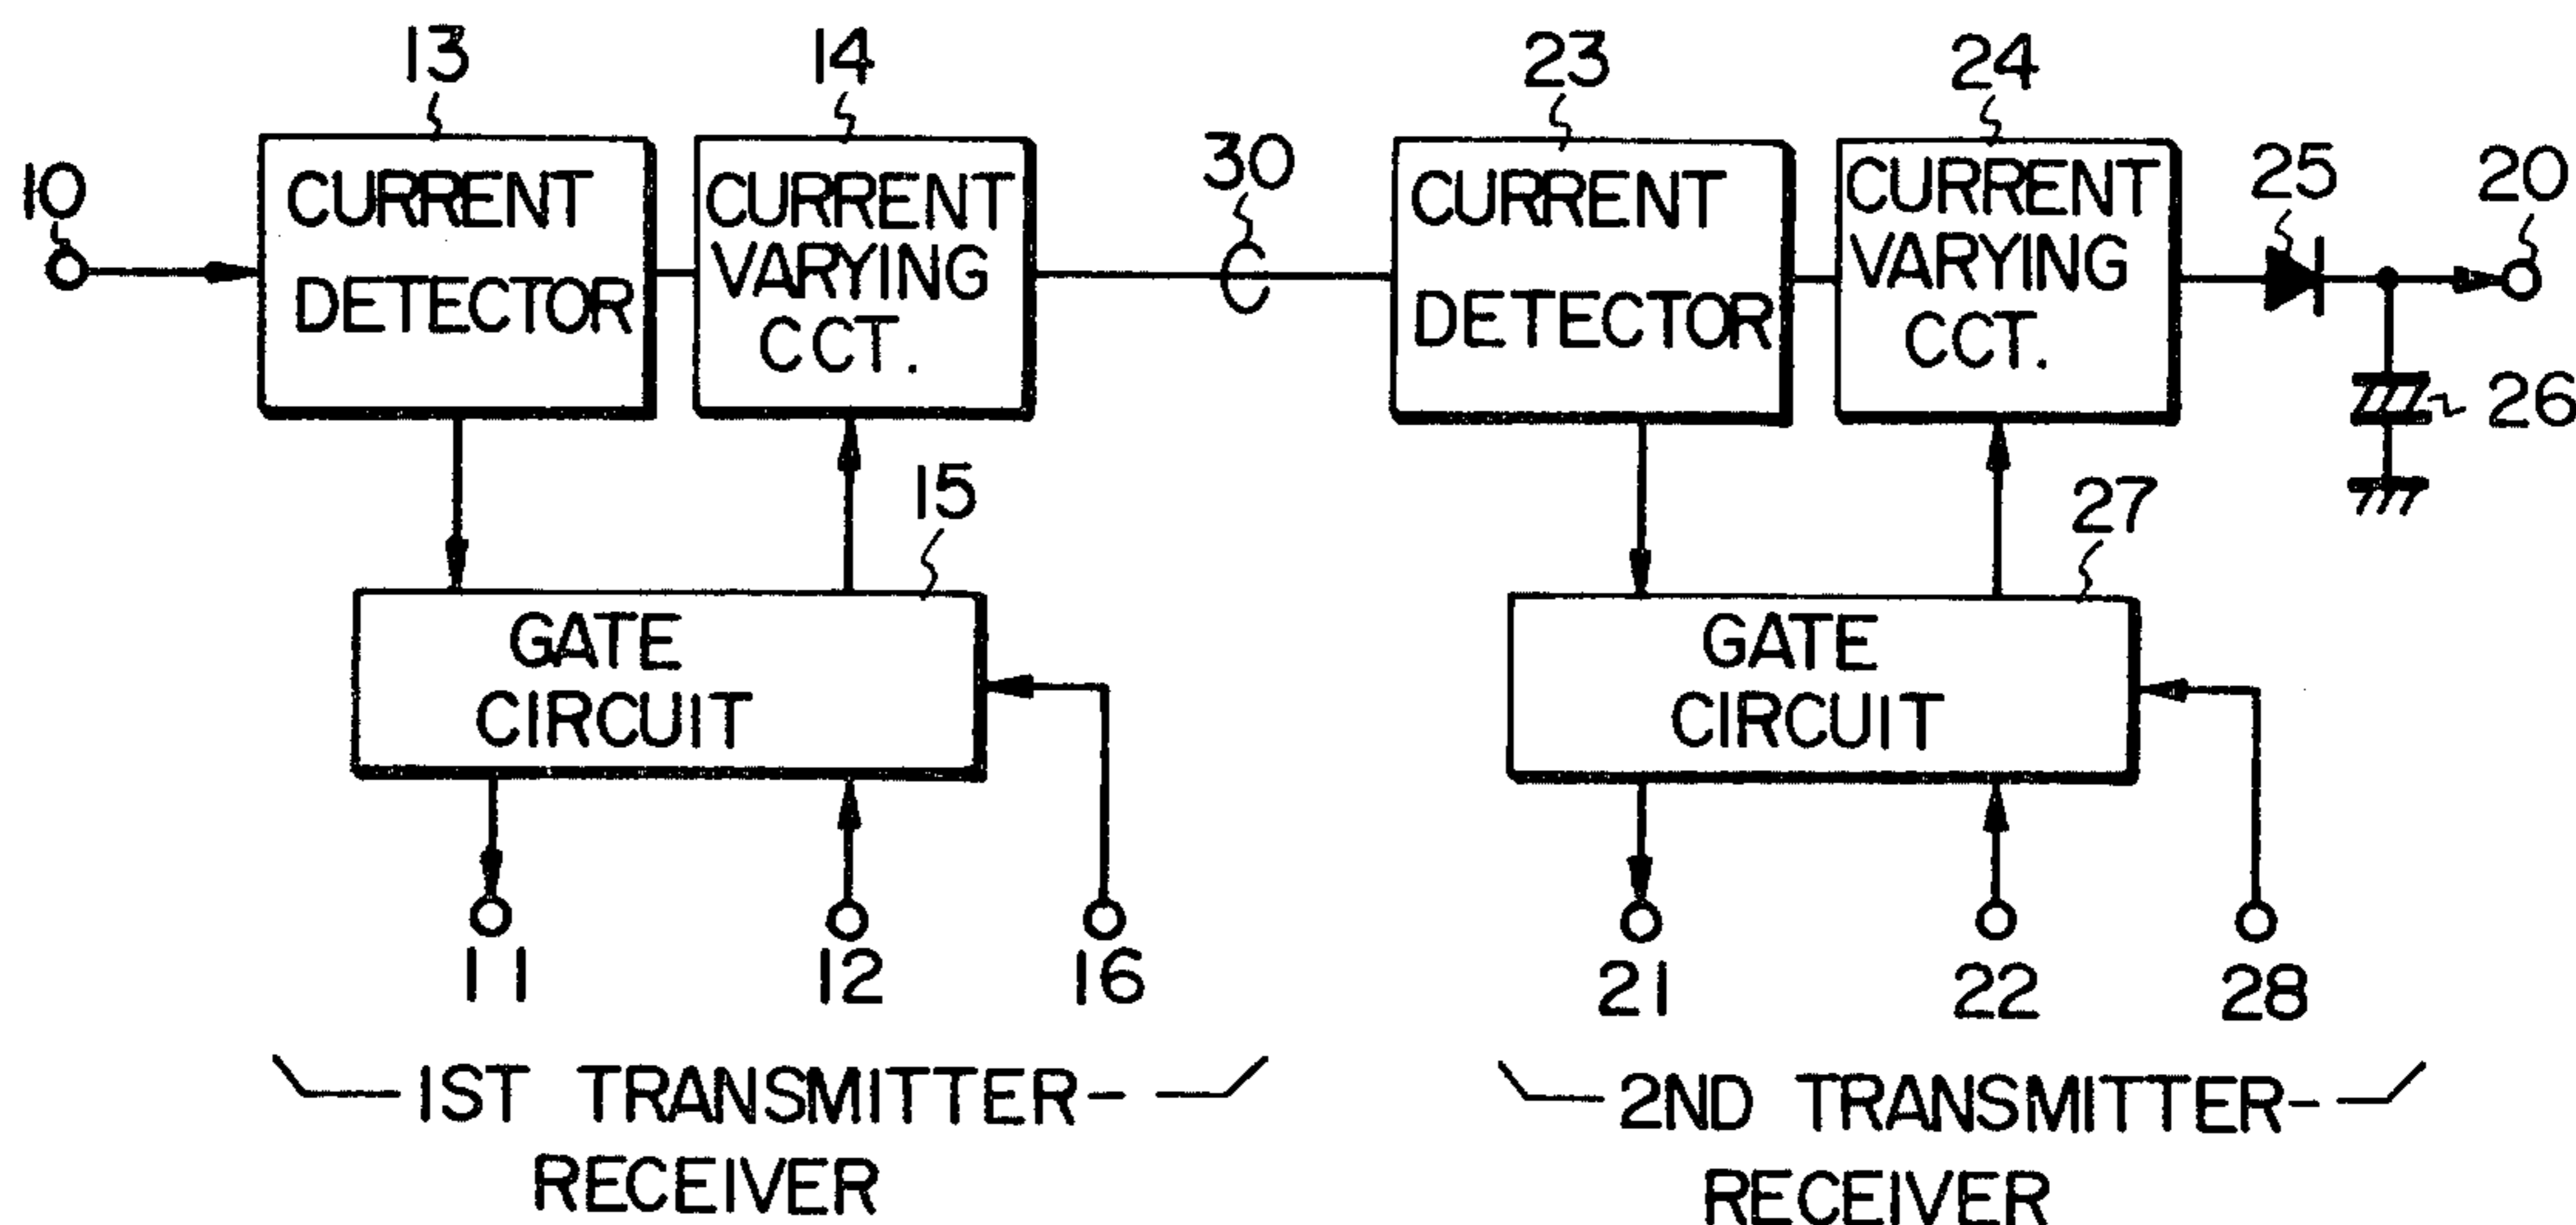 13
14
23
24
10
30
25
20
CURRENT
DETECTOR
CURRENT
VARYING
CCT.
CURRENT
DETECTOR
CURRENT
VARYING
CCT.
26
15
27
GATE
CIRCUIT
GATE
CIRCUIT
11
12
16
21
22
28
1ST TRANSMITTER-
RECEIVER
2ND TRANSMITTER-
RECEIVER